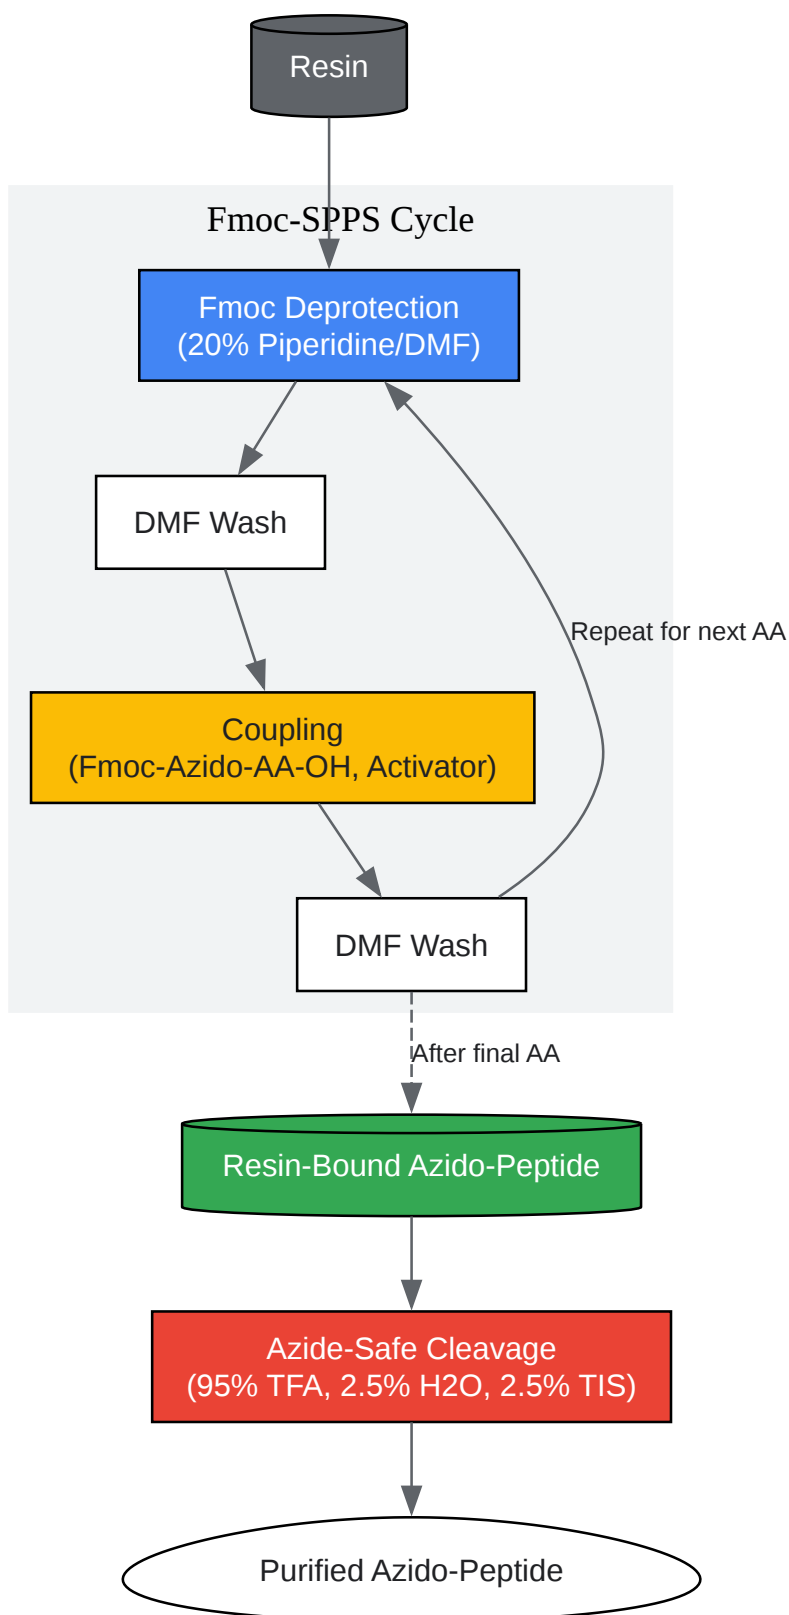 Resin
Fmoc-SPPS Cycle
Fmoc Deprotection
(20% Piperidine/DMF)
DMF Wash
Repeat for next AA
Coupling
(Fmoc-Azido-AA-OH, Activator)
DMF Wash
After final AA
Resin-Bound Azido-Peptide
Azide-Safe Cleavage
(95% TFA, 2.5% H2O, 2.5% TIS)
Purified Azido-Peptide